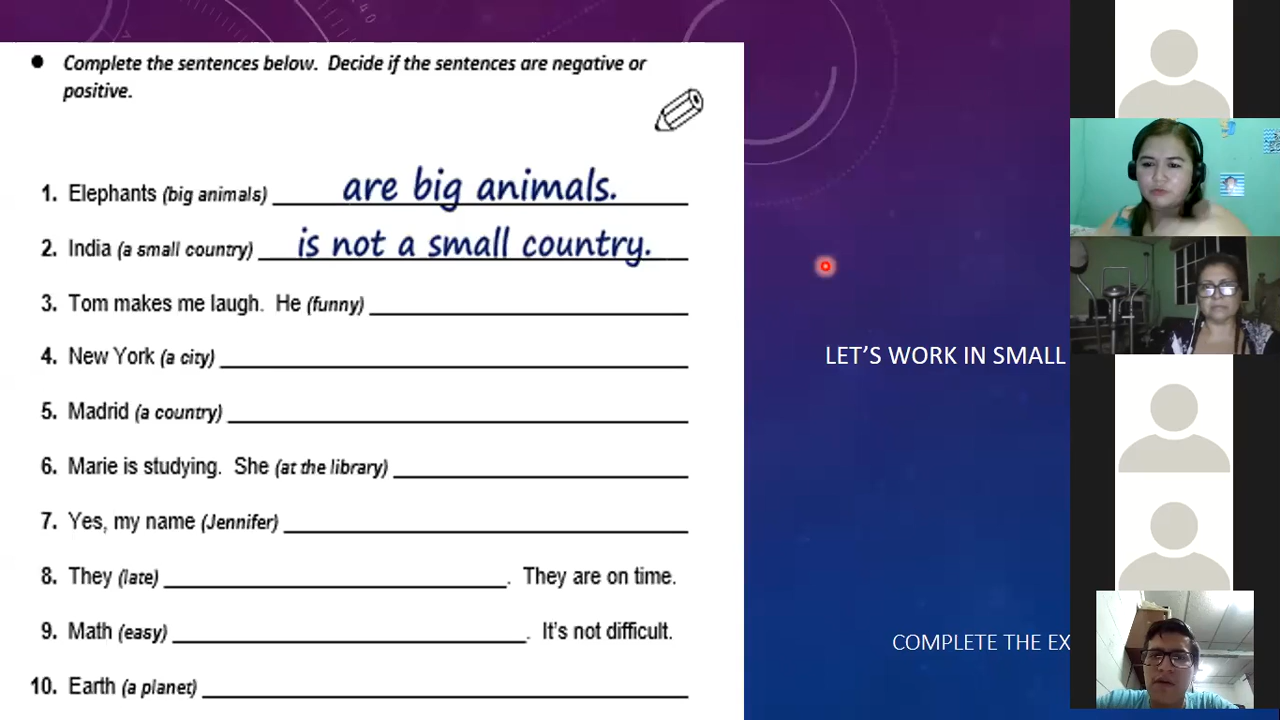 Complete the sentences below. Decide if the sentences are negative or
positive.
1. Elephants (big animals) are big animals.
2. India (a small country) is not a small country.
3. Tom makes me laugh. He (funny)
4. New York (a city)
LET'S WORK IN SMALL
5. Madrid (a country)
6. Marie is studying. She (at the library)
7. Yes, my name (Jennifer)
8. They (late) . They are on time.
9. Math (easy) . It's not difficult.
COMPLETE THE EX
10. Earth (a planet)